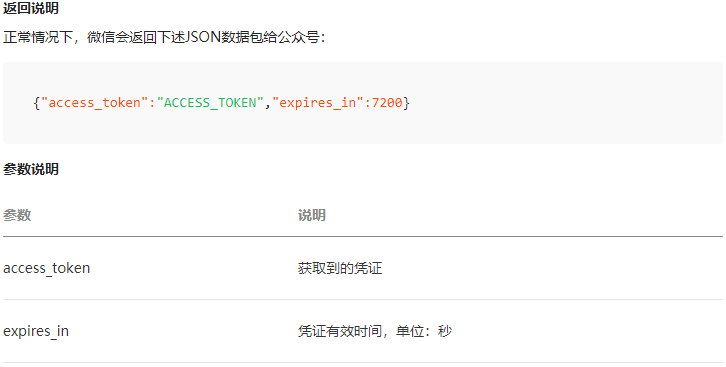 返回说明
正常情况下，微信会返回下述JSON数据包给公众号：
{"access_token":"ACCESS_TOKEN","expires_in":7200}
参数说明
参数 说明
access_token 获取到的凭证
expires_in 凭证有效时间，单位：秒